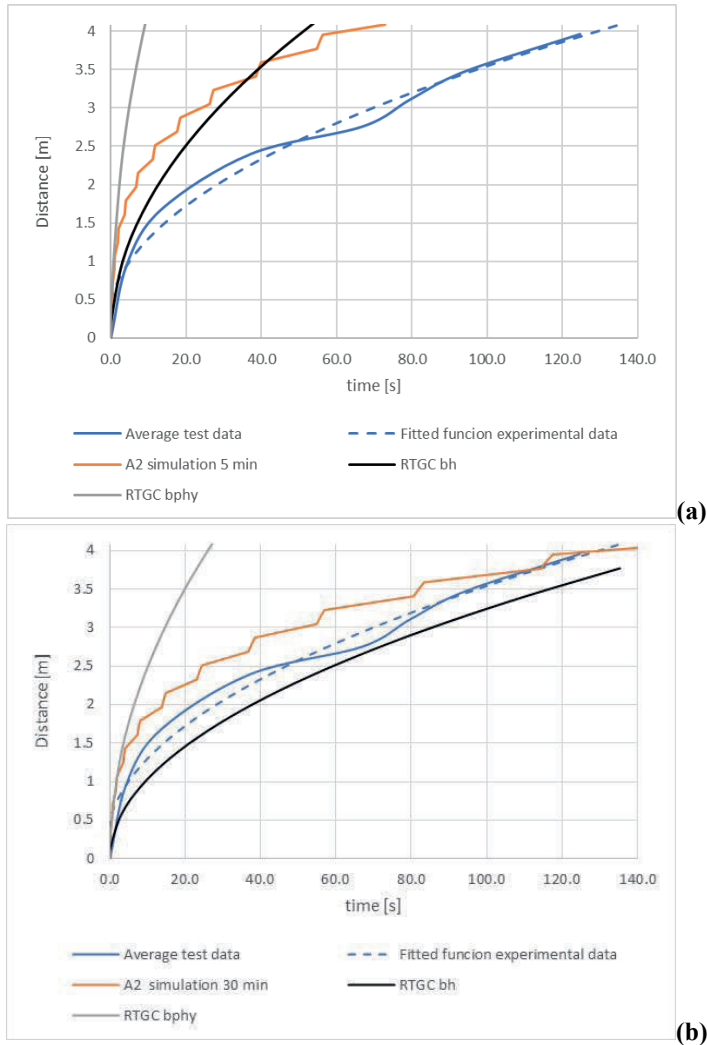 4
3.5
3
2.5
2
1.5
1
0.5
0
Distance [m]
0.0 20.0 40.0 60.0 80.0 100.0 120.0 140.0
time [s]
Average test data Fitted funcion experimental data
A2 simulation 5 min RTGC bh
RTGC bphy
(a)
4
3.5
3
2.5
2
1.5
1
0.5
0
Distance [m]
0.0 20.0 40.0 60.0 80.0 100.0 120.0 140.0
time [s]
Average test data Fitted funcion experimental data
A2 simulation 30 min RTGC bh
RTGC bphy
(b)